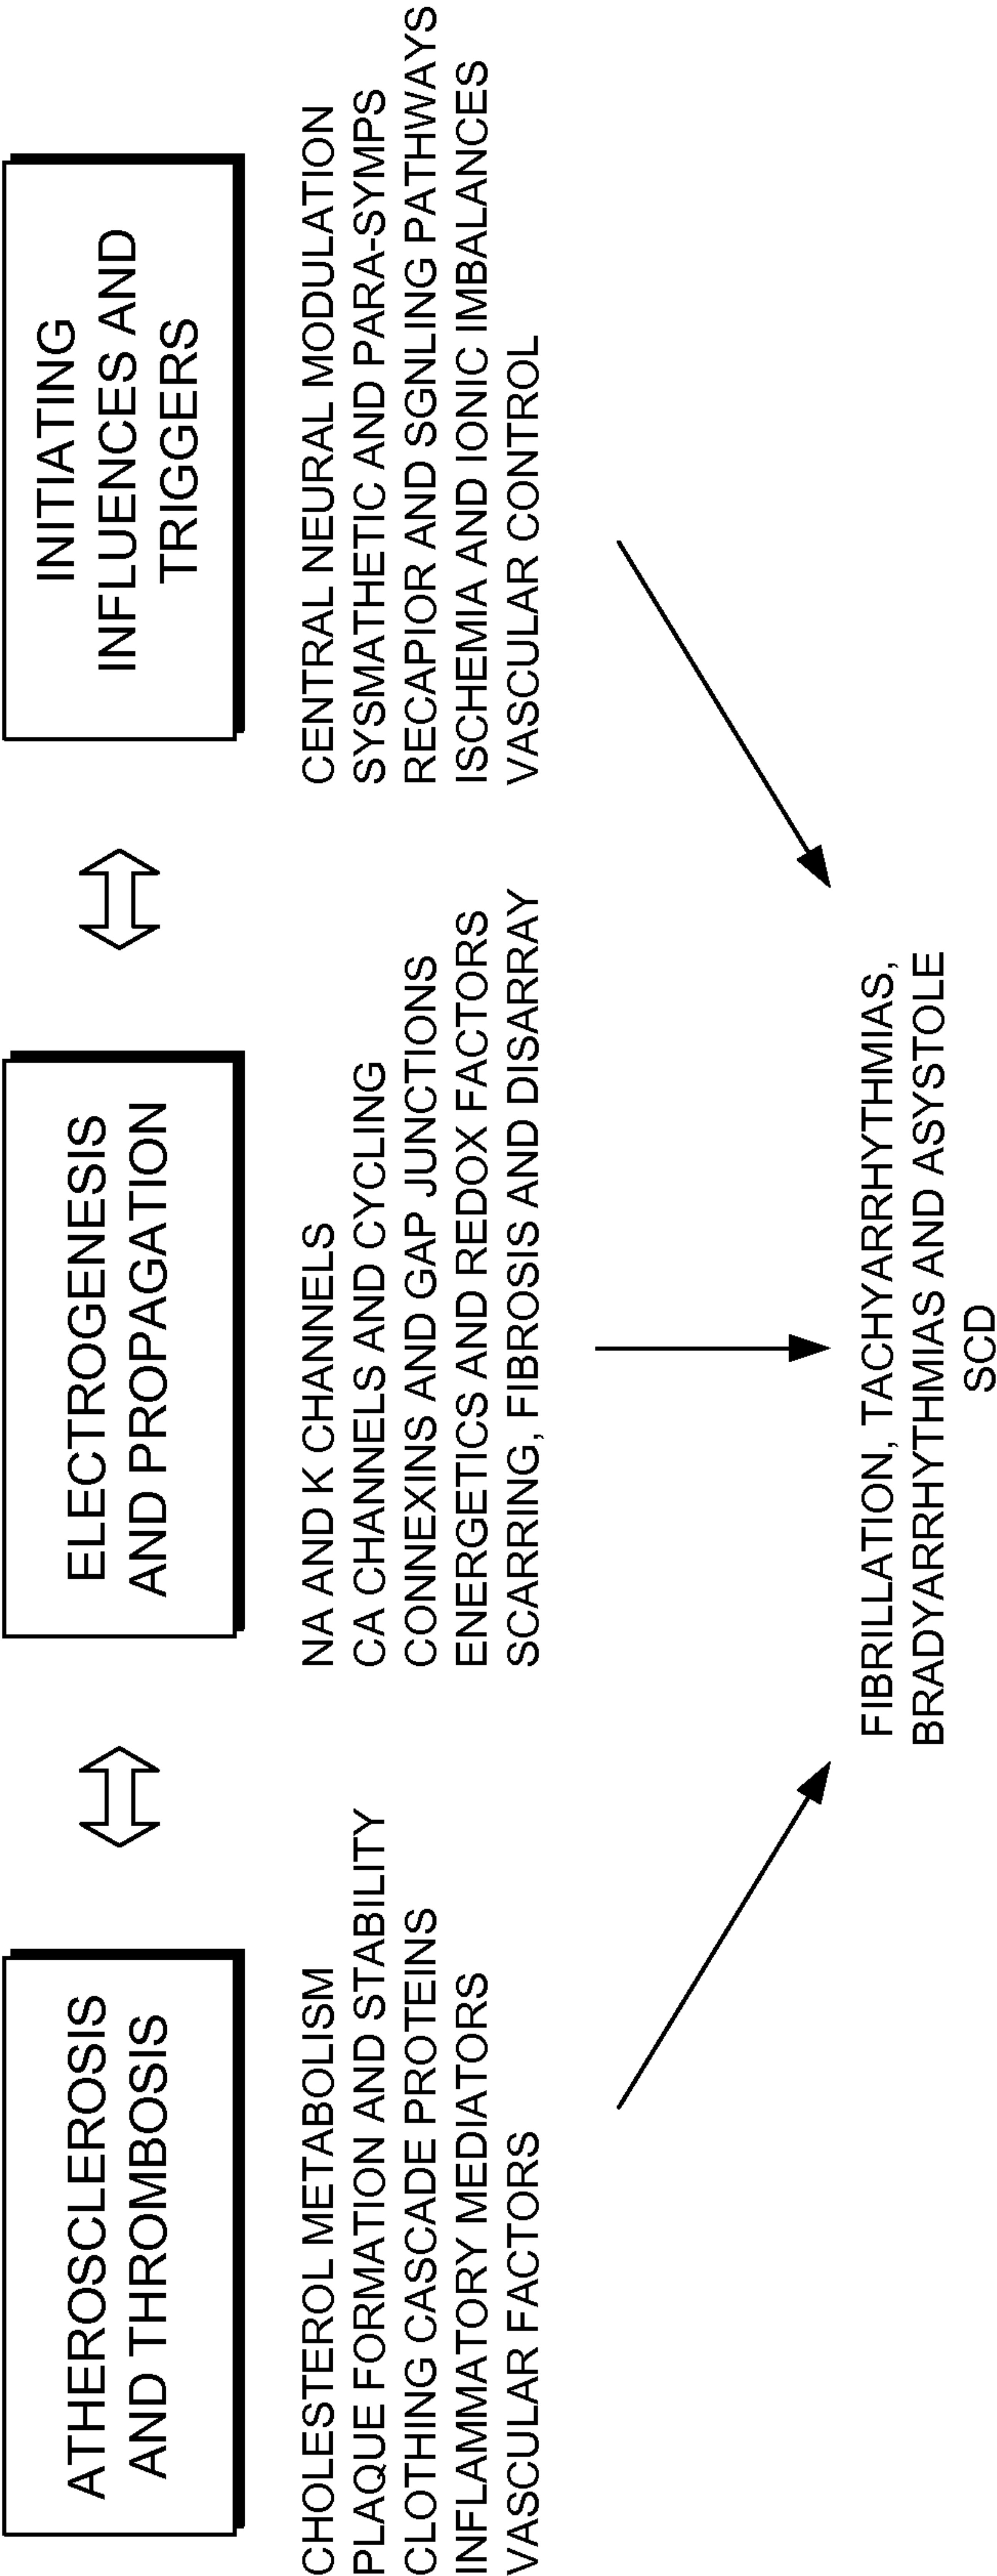 ATHEROSCLEROSIS
AND THROMBOSIS
CHOLESTEROL METABOLISM
PLAQUE FORMATION AND STABILITY
CLOTHING CASCADE PROTEINS
INFLAMMATORY MEDIATORS
VASCULAR FACTORS
ELECTROGENESIS
AND PROPAGATION
NA AND K CHANNELS
CA CHANNELS AND CYCLING
CONNEXINS AND GAP JUNCTIONS
ENERGETICS AND REDOX FACTORS
SCARRING, FIBROSIS AND DISARRAY
INITIATING
INFLUENCES AND
TRIGGERS
CENTRAL NEURAL MODULATION
SYSMATHETIC AND PARA-SYMPS
RECAPIOR AND SGNLING PATHWAYS
ISCHEMIA AND IONIC IMBALANCES
VASCULAR CONTROL
FIBRILLATION, TACHYARRHYTHMIAS,
BRADYARRHYTHMIAS AND ASYSTOLE
SCD